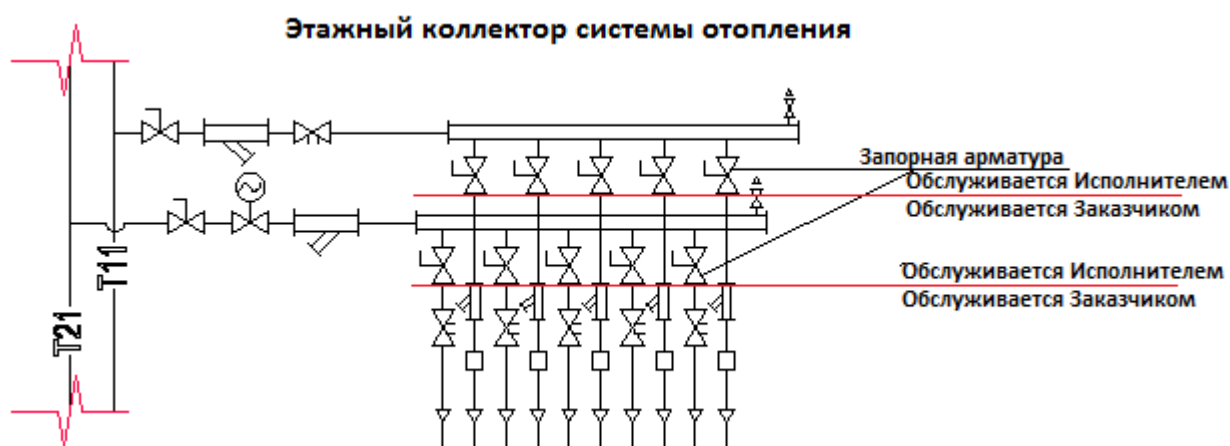 Этажный коллектор системы отопления
Запорная арматура
Обслуживается Исполнителем
Обслуживается Заказчиком
Обслуживается Исполнителем
Обслуживается Заказчиком
Т11
Т21